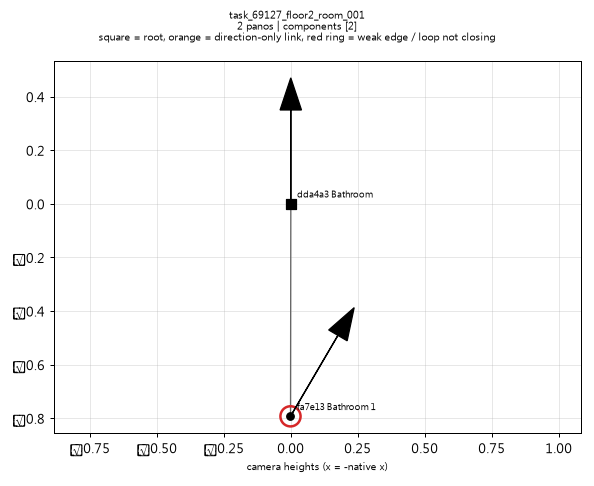 task_69127_floor2_room_001
2 panos | components [2]
square = root, orange = direction-only link, red ring = weak edge / loop not closing
0.4
0.2
dda4a3 Bathroom
0.0
0.2
0.4
0.6
fa7e13 Bathroom 1
0.8
0.75 0.50 0.25 0.00 0.25 0.50 0.75 1.00
camera heights (x = -native x)